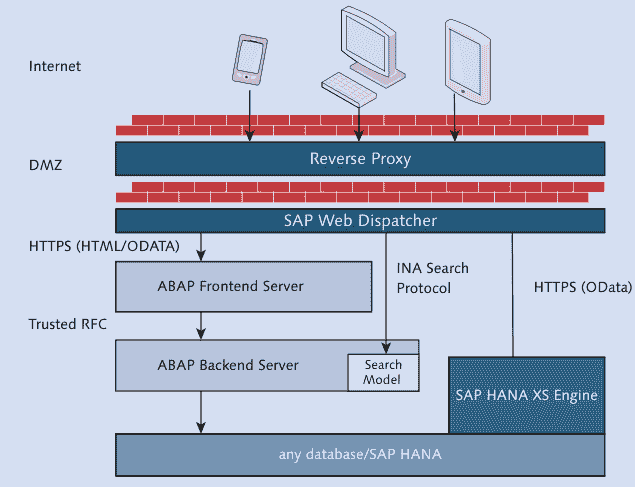 Internet
DMZ
Reverse Proxy
SAP Web Dispatcher
HTTPS (HTML/ODATA)
ABAP Frontend Server
INA Search
Protocol
HTTPS (OData)
Trusted RFC
ABAP Backend Server
Search
Model
SAP HANA XS Engine
any database/SAP HANA